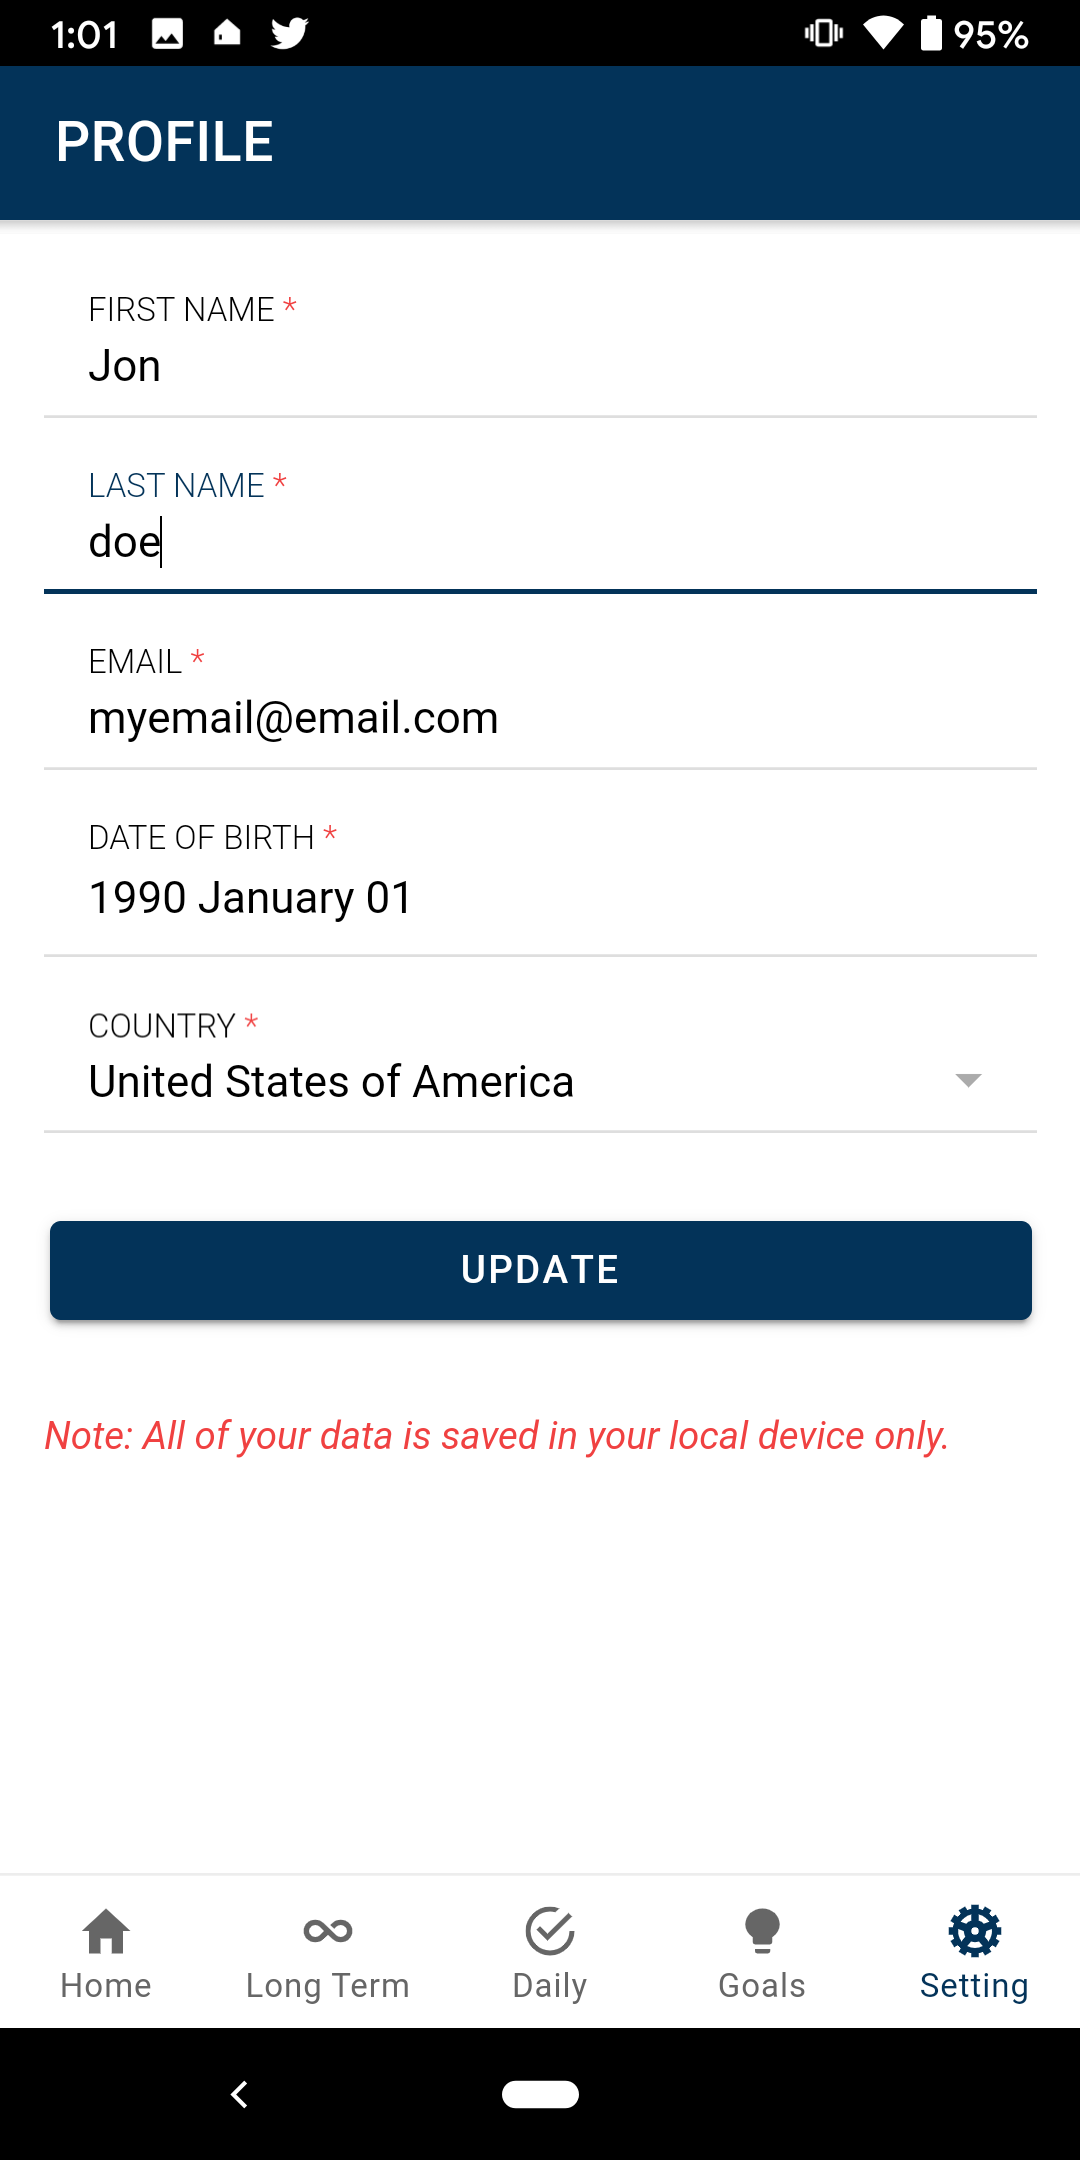 1:01 95%
PROFILE
FIRST NAME *
Jon
LAST NAME *
doe
EMAIL *
myemail@email.com
DATE OF BIRTH *
1990 January 01
COUNTRY *
United States of America
UPDATE
Note: All of your data is saved in your local device only.
Home Long Term Daily Goals Setting